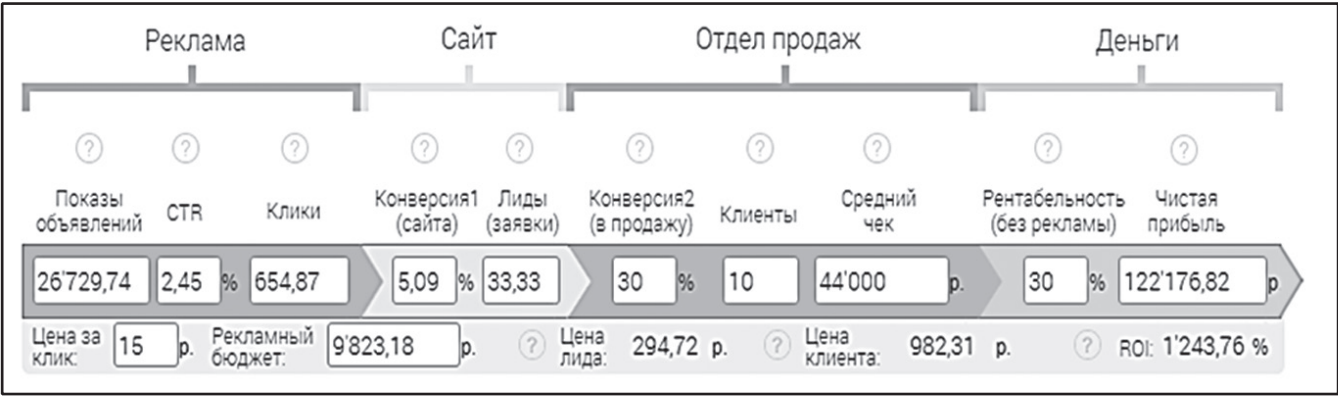 Реклама Сайт Отдел продаж Деньги
? ? ? ? ? ? ? ? ? ?
Показы объявлений
CTR
Клики
Конверсия1 (сайта)
Лиды (заявки)
Конверсия2 (в продажу)
Клиенты
Средний чек
Рентабельность (без рекламы)
Чистая прибыль
26'729,74 2,45 % 654,87 5,09 % 33,33 30 % 10 44'000 р. 30 % 122'176,82 р
Цена за клик: 15 р. Рекламный бюджет: 9'823,18 р. ? Цена лида: 294,72 р. ? Цена клиента: 982,31 р. ? ROI: 1'243,76 %